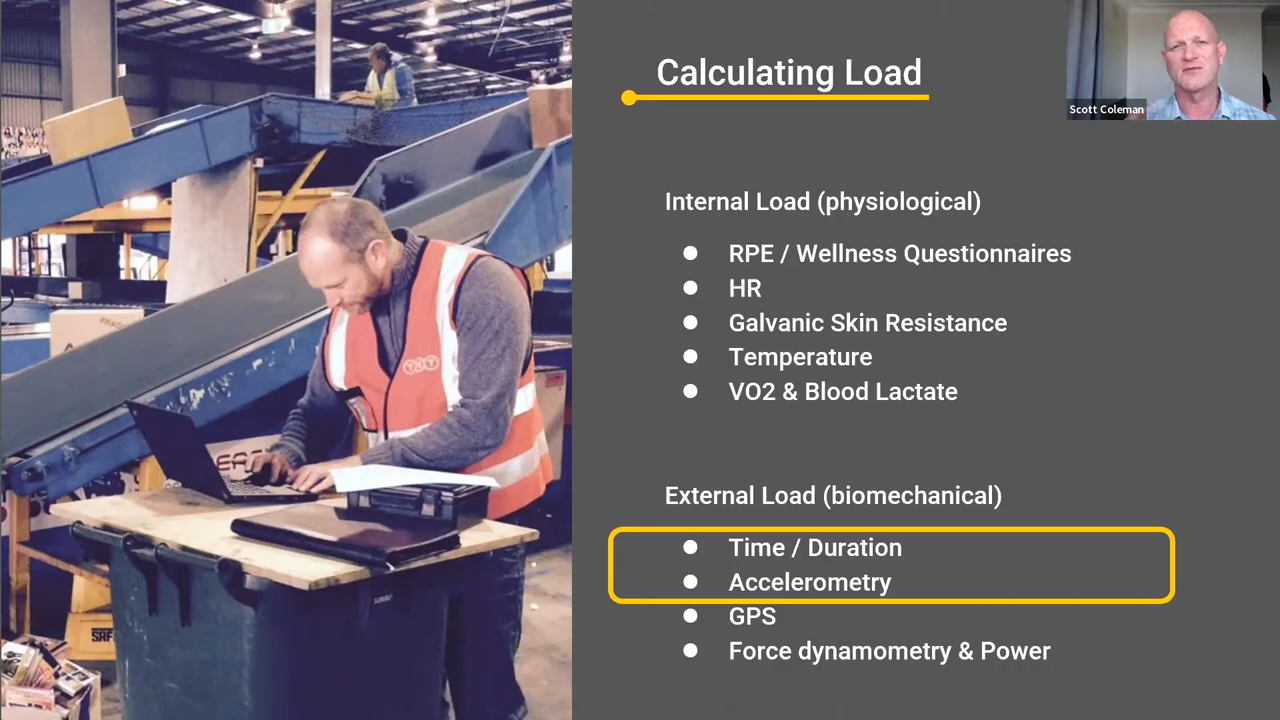 Calculating Load
Scott Coleman
Internal Load (physiological)
● RPE / Wellness Questionnaires
● HR
● Galvanic Skin Resistance
● Temperature
● VO2 & Blood Lactate
External Load (biomechanical)
● Time / Duration
● Accelerometry
● GPS
● Force dynamometry & Power
TNT